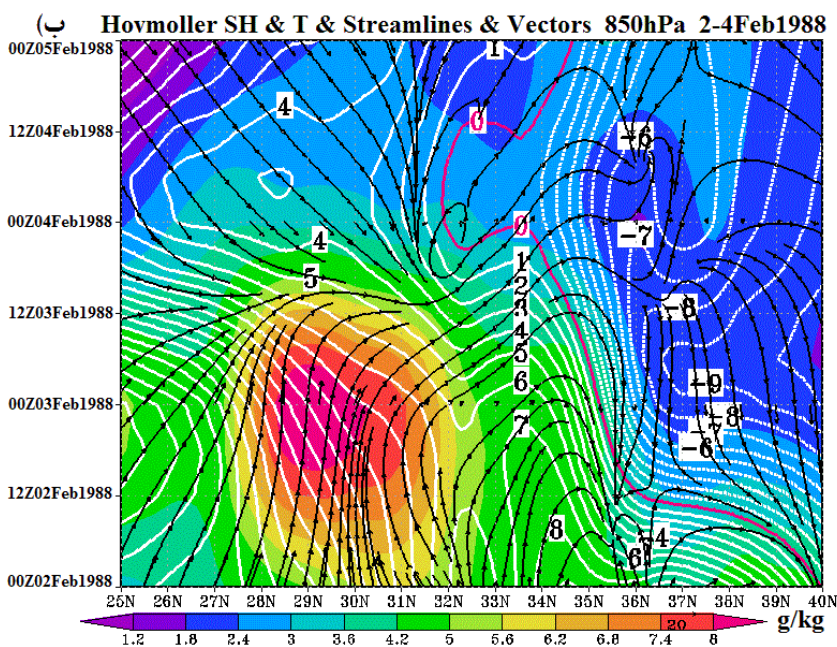 ب) Hovmoller SH & T & Streamlines & Vectors 850hPa 2-4Feb1988
00Z05Feb1988
12Z04Feb1988
00Z04Feb1988
12Z03Feb1988
00Z03Feb1988
12Z02Feb1988
00Z02Feb1988
1
4
0
-6
0
-7
4
1
5
2
3
-8
4
5
6
-9
-8
7
-6
8
4
6
25N 26N 27N 28N 29N 30N 31N 32N 33N 34N 35N 36N 37N 38N 39N 40N
1.2 1.8 2.4 3 3.6 4.2 5 5.6 6.2 6.8 7.4 8
20
g/kg